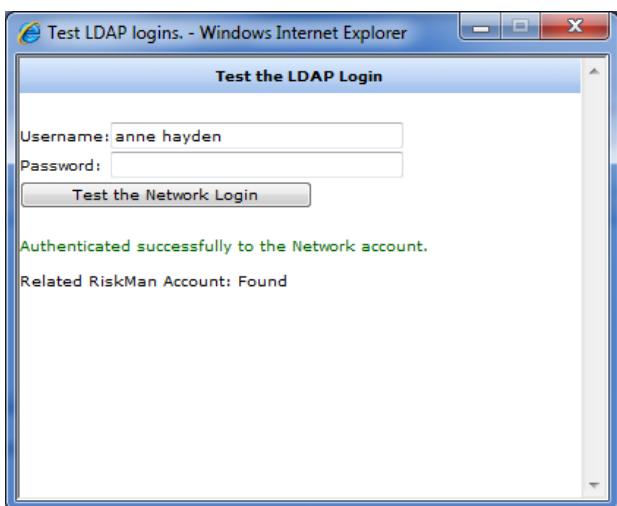 Test LDAP logins. - Windows Internet Explorer
Test the LDAP Login
Username: anne hayden
Password:
Test the Network Login
Authenticated successfully to the Network account.
Related RiskMan Account: Found